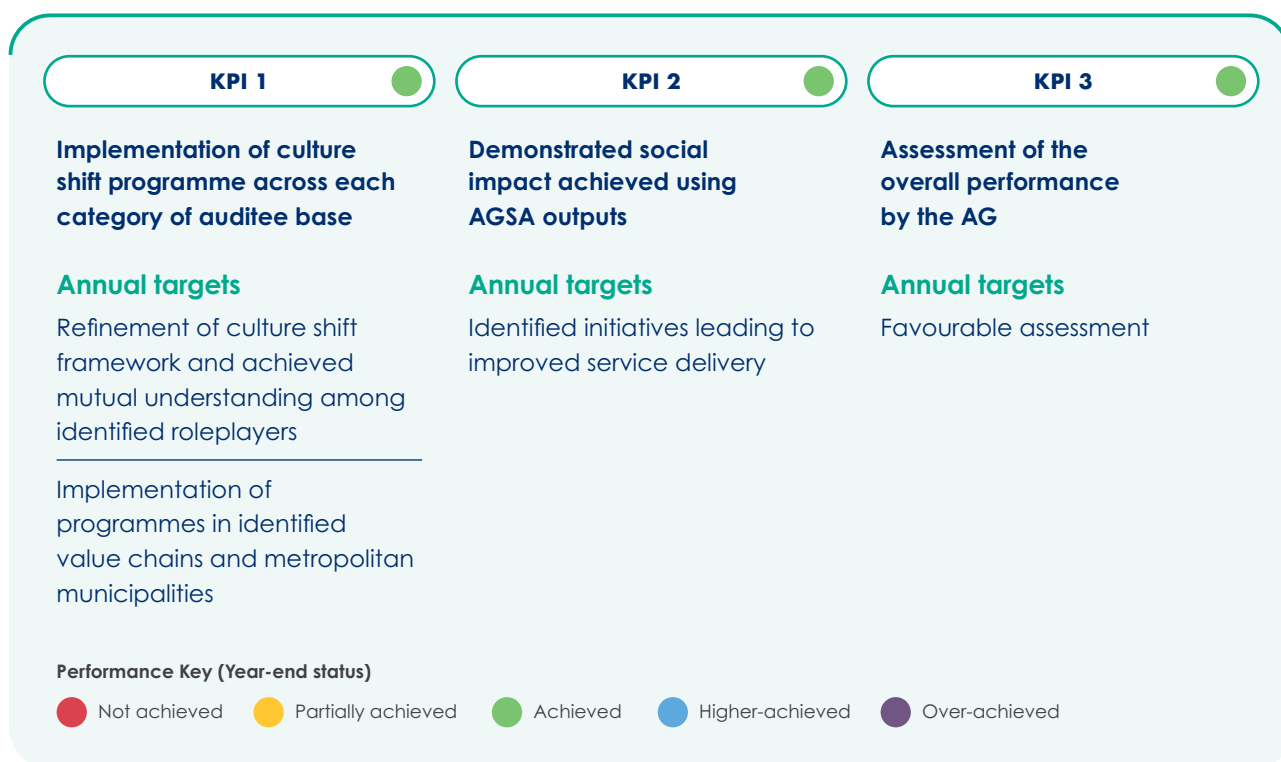 KPI 1
Implementation of culture
shift programme across each
category of auditee base
Annual targets
Refinement of culture shift
framework and achieved
mutual understanding among
identified roleplayers
Implementation of
programmes in identified
value chains and metropolitan
municipalities
KPI 2
Demonstrated social
impact achieved using
AGSA outputs
Annual targets
Identified initiatives leading to
improved service delivery
KPI 3
Assessment of the
overall performance
by the AG
Annual targets
Favourable assessment
Performance Key (Year-end status)
Not achieved
Partially achieved
Achieved
Higher-achieved
Over-achieved